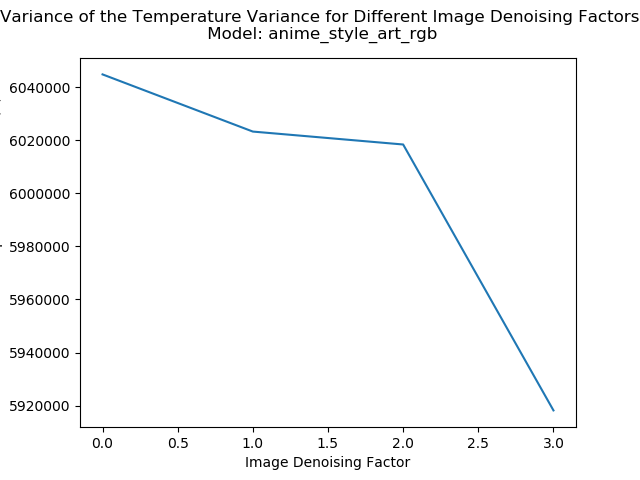 Variance of the Temperature Variance for Different Image Denoising Factors
Model: anime_style_art_rgb
6040000
6020000
6000000
5980000
5960000
5940000
5920000
0.0 0.5 1.0 1.5 2.0 2.5 3.0
Image Denoising Factor